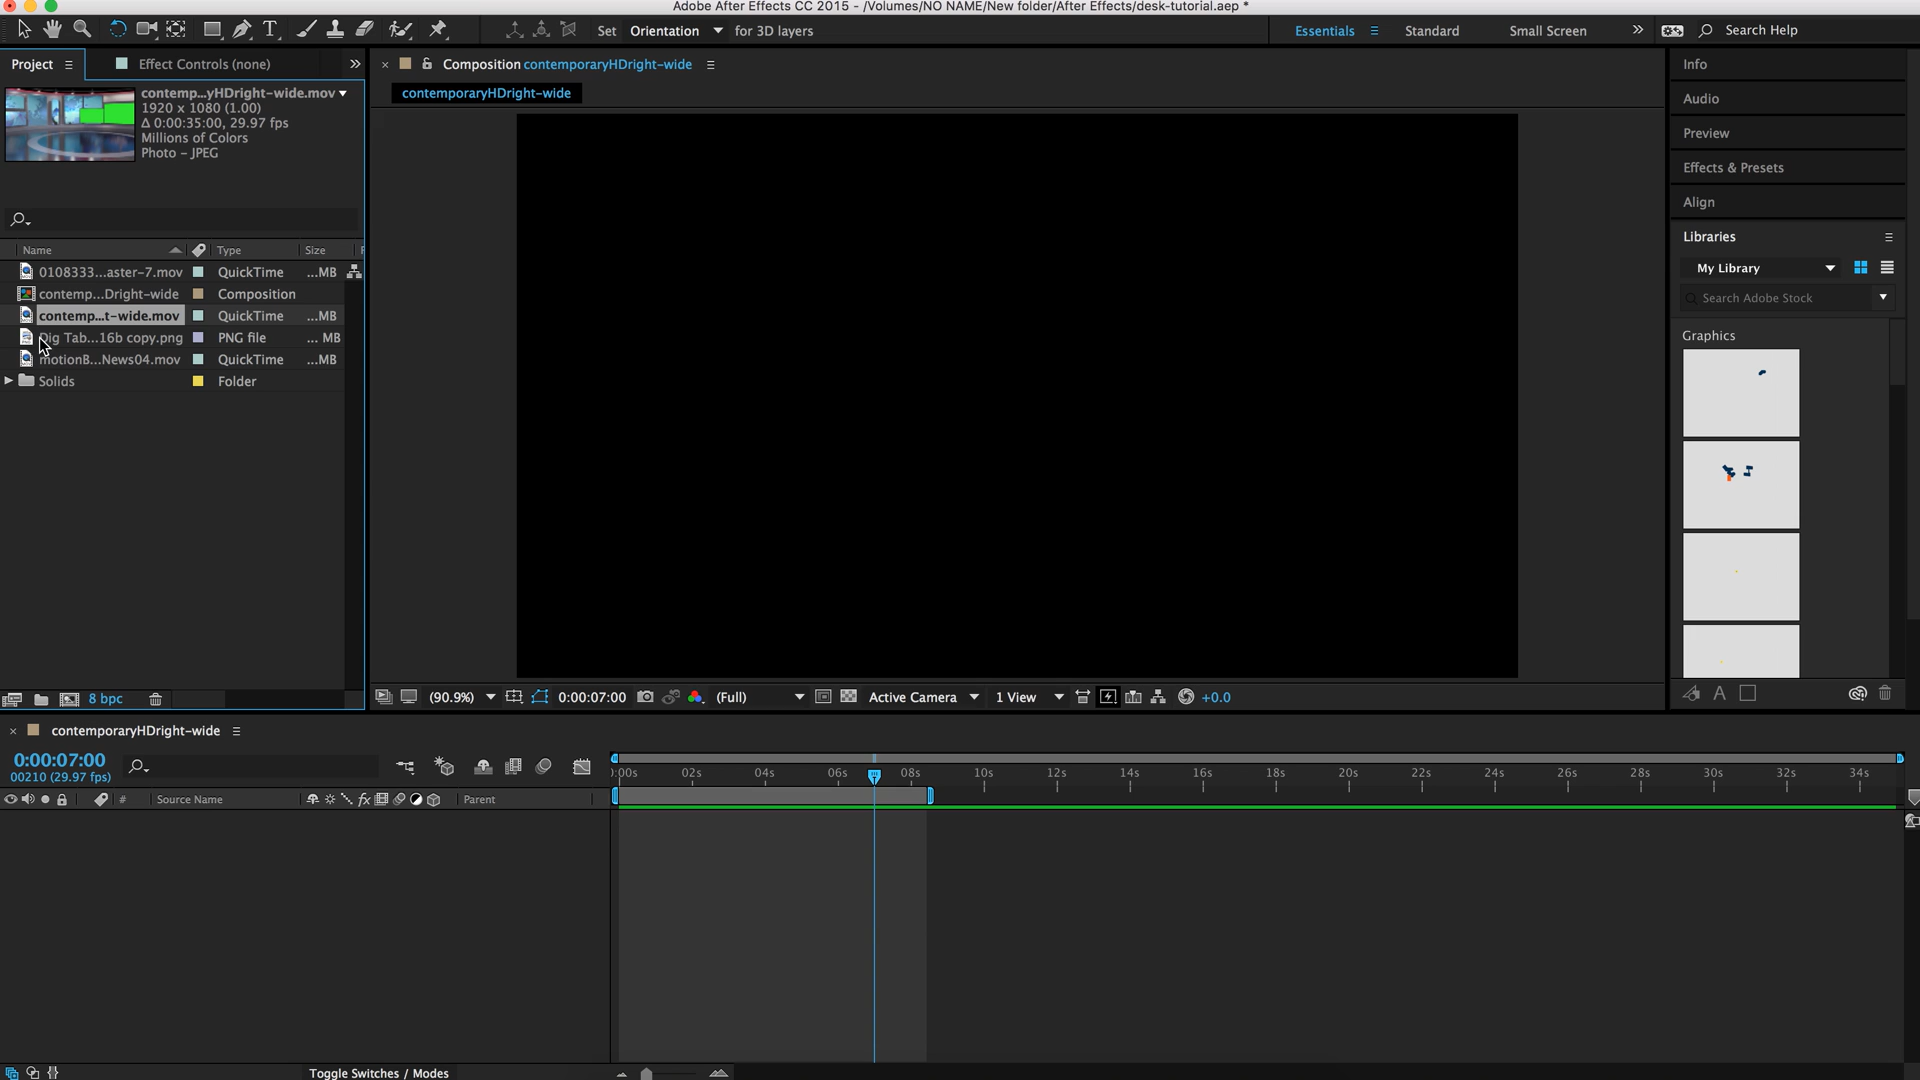 Adobe After Effects CC 2015 - /Volumes/NO NAME/New folder/After Effects/desk-tutorial.aep *
Set Orientation for 3D layers
Essentials Standard Small Screen Search Help
Project Effect Controls (none)
Composition contemporaryHDright-wide
contemporaryHDright-wide
contemp...yHDright-wide.mov
1920 x 1080 (1.00)
Δ 0:00:35:00, 29.97 fps
Millions of Colors
Photo - JPEG
Name Type Size
0108333...aster-7.mov QuickTime ...MB
contemp...Dright-wide Composition
contemp...t-wide.mov QuickTime ...MB
Dig Tab...16b copy.png PNG file ... MB
motionB...News04.mov QuickTime ...MB
Solids Folder
8 bpc
(90.9%) 0:00:07:00 (Full) Active Camera 1 View +0.0
Info
Audio
Preview
Effects & Presets
Align
Libraries
My Library
Search Adobe Stock
Graphics
contemporaryHDright-wide
0:00:07:00
00210 (29.97 fps)
# Source Name fx Parent
):00s 02s 04s 06s 08s 10s 12s 14s 16s 18s 20s 22s 24s 26s 28s 30s 32s 34s
Toggle Switches / Modes